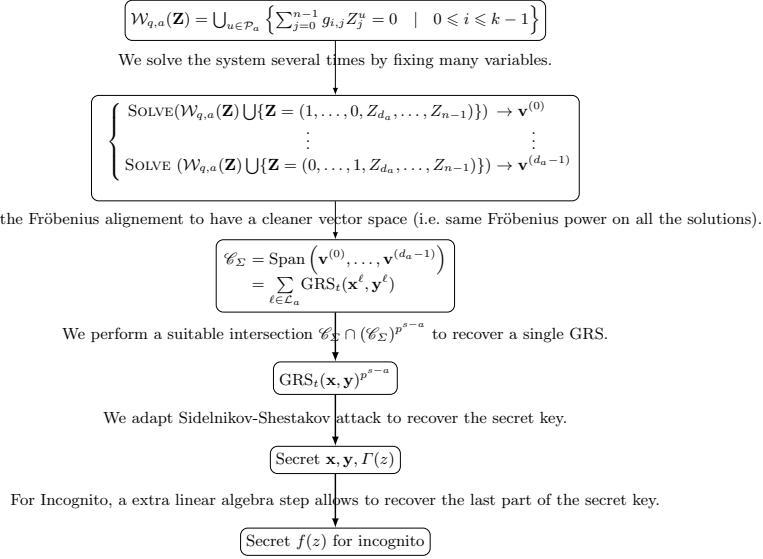 𝒲_{q,a}(𝐙) = ⋃_{u∈𝒫_a} { ∑_{j=0}^{n−1} g_{i,j} Z_j^u = 0 | 0 ⩽ i ⩽ k − 1 }
We solve the system several times by fixing many variables.
SOLVE(𝒲_{q,a}(𝐙) ⋃{𝐙 = (1, . . . , 0, Z_{d_a}, . . . , Z_{n−1})}) → 𝐯^{(0)}
⋮ ⋮
SOLVE (𝒲_{q,a}(𝐙) ⋃{𝐙 = (0, . . . , 1, Z_{d_a}, . . . , Z_{n−1})}) → 𝐯^{(d_a−1)}
the Fröbenius alignement to have a cleaner vector space (i.e. same Fröbenius power on all the solutions).
𝒞_Σ = Span (𝐯^{(0)}, . . . , 𝐯^{(d_a−1)})
= ∑_{ℓ∈ℒ_a} GRS_t(𝐱^ℓ, 𝐲^ℓ)
We perform a suitable intersection 𝒞_Σ ∩ (𝒞_Σ)^{p^{s−a}} to recover a single GRS.
GRS_t(𝐱, 𝐲)^{p^{s−a}}
We adapt Sidelnikov-Shestakov attack to recover the secret key.
Secret 𝐱, 𝐲, Γ(z)
For Incognito, a extra linear algebra step allows to recover the last part of the secret key.
Secret f(z) for incognito